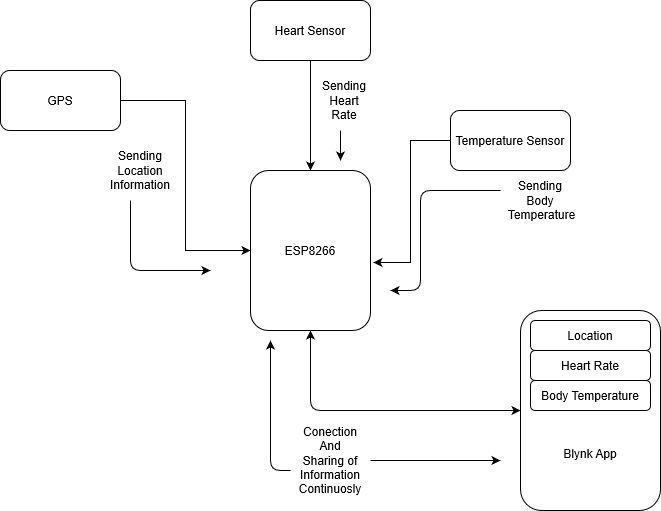 Heart Sensor
GPS
Sending
Heart
Rate
Temperature Sensor
Sending
Location
Information
Sending
Body
Temperature
ESP8266
Location
Heart Rate
Body Temperature
Blynk App
Conection
And
Sharing of
Information
Continuosly